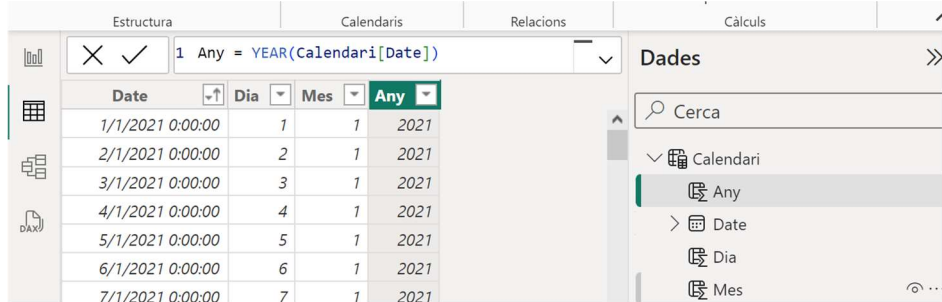 Estructura Calendaris Relacions Càlculs
1 Any = YEAR(Calendari[Date])
Dades
Date Dia Mes Any
Cerca
1/1/2021 0:00:00 1 1 2021
2/1/2021 0:00:00 2 1 2021
Calendari
3/1/2021 0:00:00 3 1 2021
Any
4/1/2021 0:00:00 4 1 2021
Date
5/1/2021 0:00:00 5 1 2021
Dia
6/1/2021 0:00:00 6 1 2021
Mes
7/1/2021 0:00:00 7 1 2021
DAX